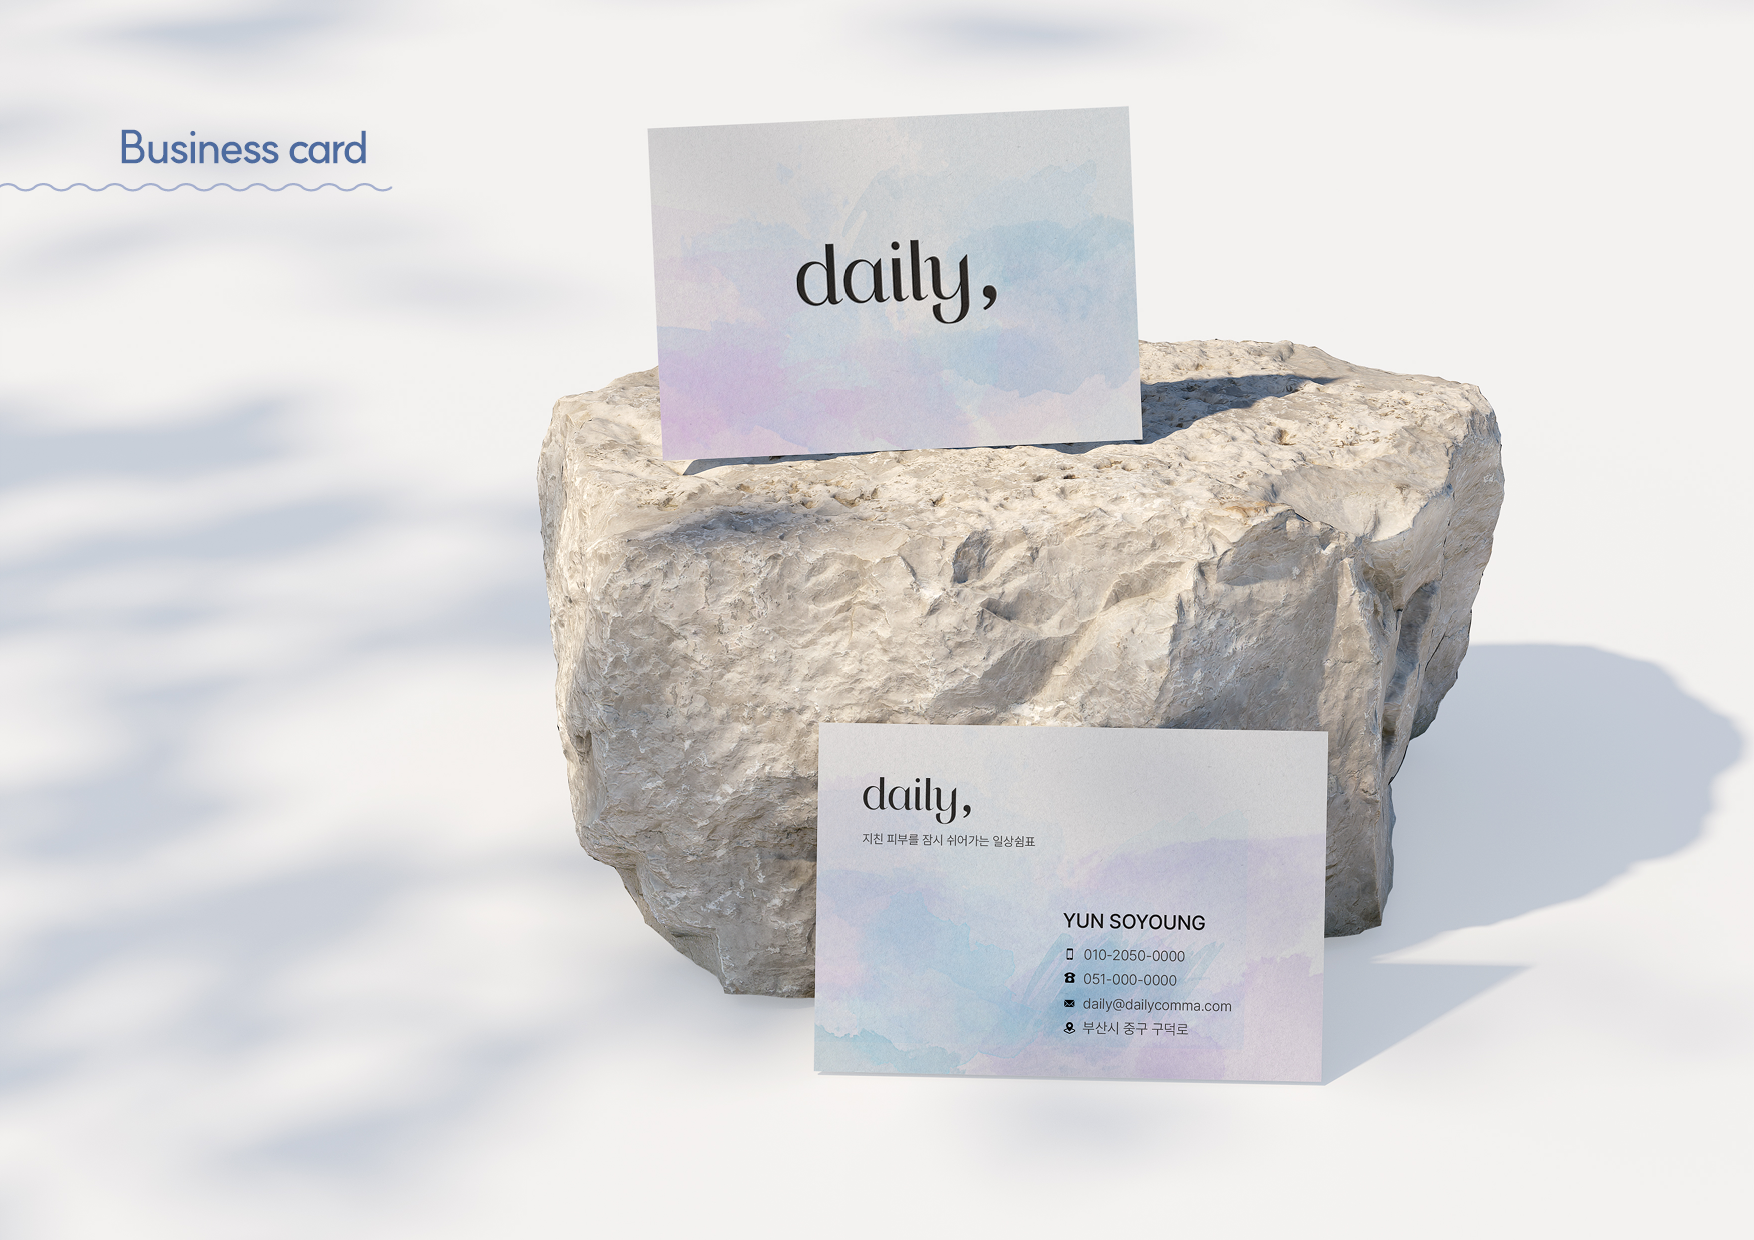 Business card
daily,
daily,
지친 피부를 잠시 쉬어가는 일상쉼표
YUN SOYOUNG
010-2050-0000
051-000-0000
daily@dailycomma.com
부산시 중구 구덕로